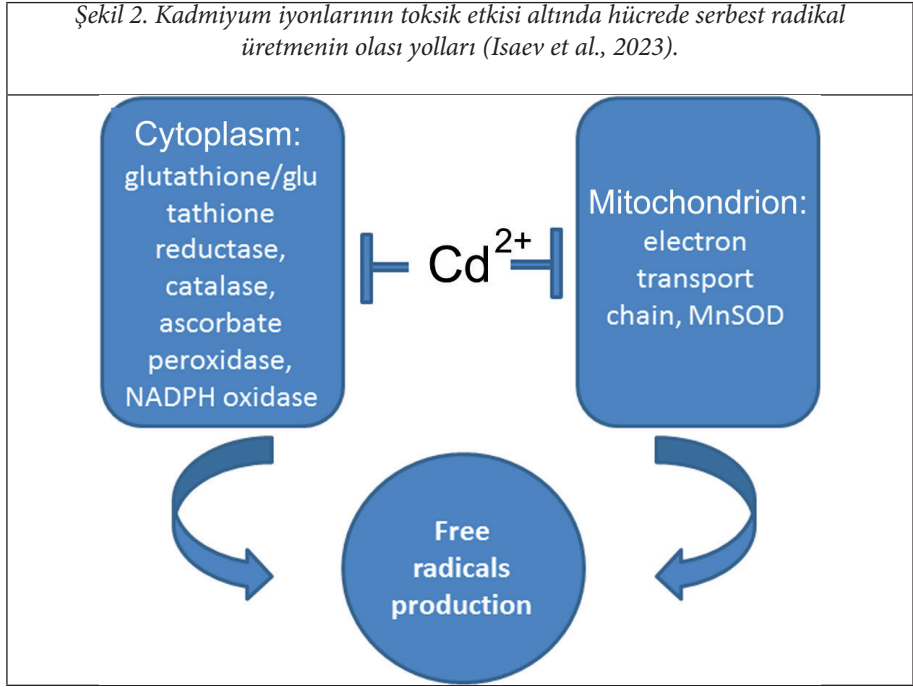 Şekil 2. Kadmiyum iyonlarının toksik etkisi altında hücrede serbest radikal
üretmenin olası yolları (Isaev et al., 2023).
Cytoplasm:
glutathione/glu
tathione
reductase,
catalase,
ascorbate
peroxidase,
NADPH oxidase
Cd2+
Mitochondrion:
electron
transport
chain, MnSOD
Free
radicals
production